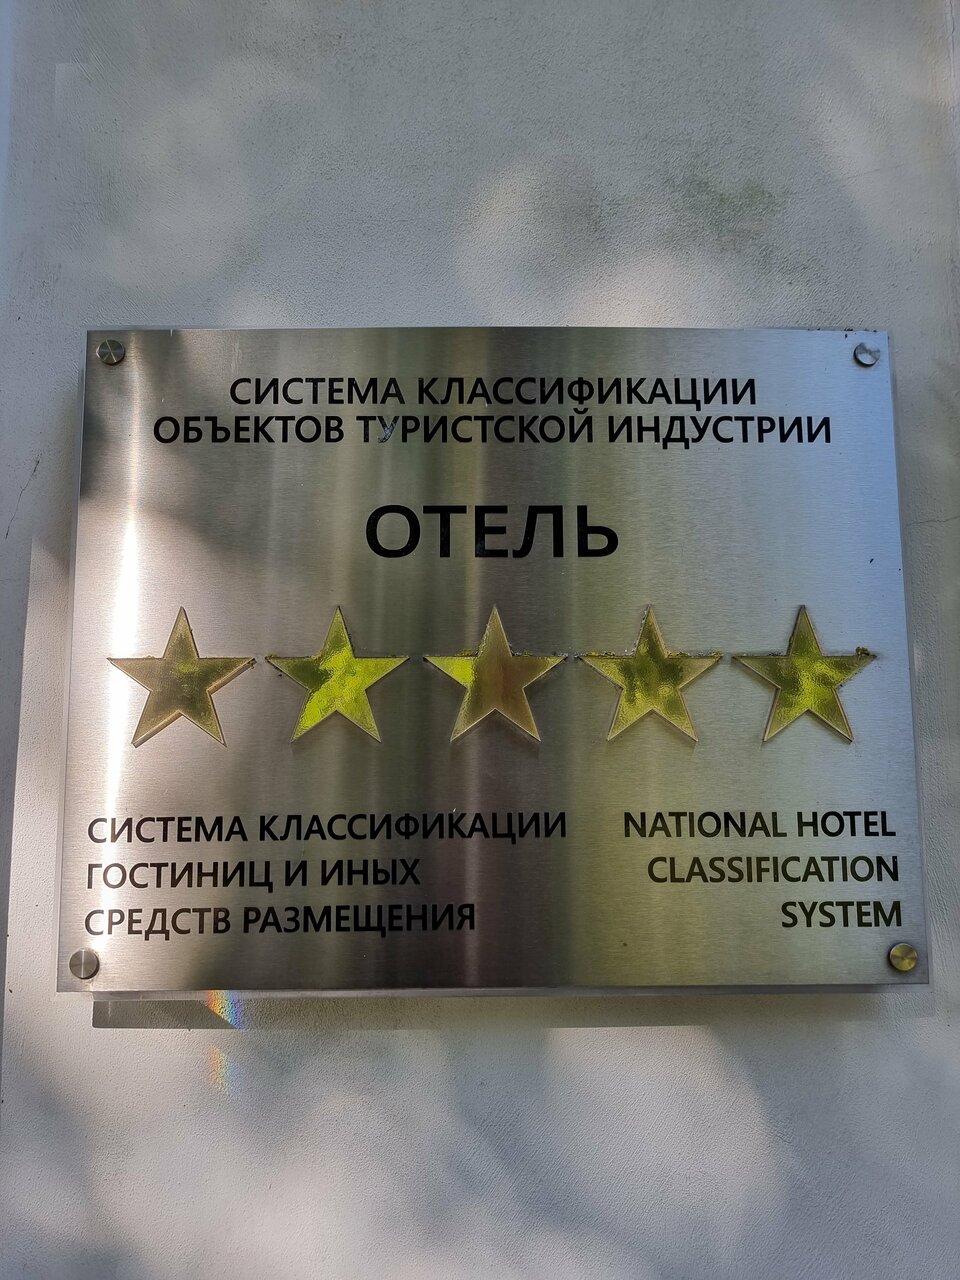 СИСТЕМА КЛАССИФИКАЦИИ
ОБЪЕКТОВ ТУРИСТСКОЙ ИНДУСТРИИ
ОТЕЛЬ
СИСТЕМА КЛАССИФИКАЦИИ
ГОСТИНИЦ И ИНЫХ
СРЕДСТВ РАЗМЕЩЕНИЯ
NATIONAL HOTEL
CLASSIFICATION
SYSTEM